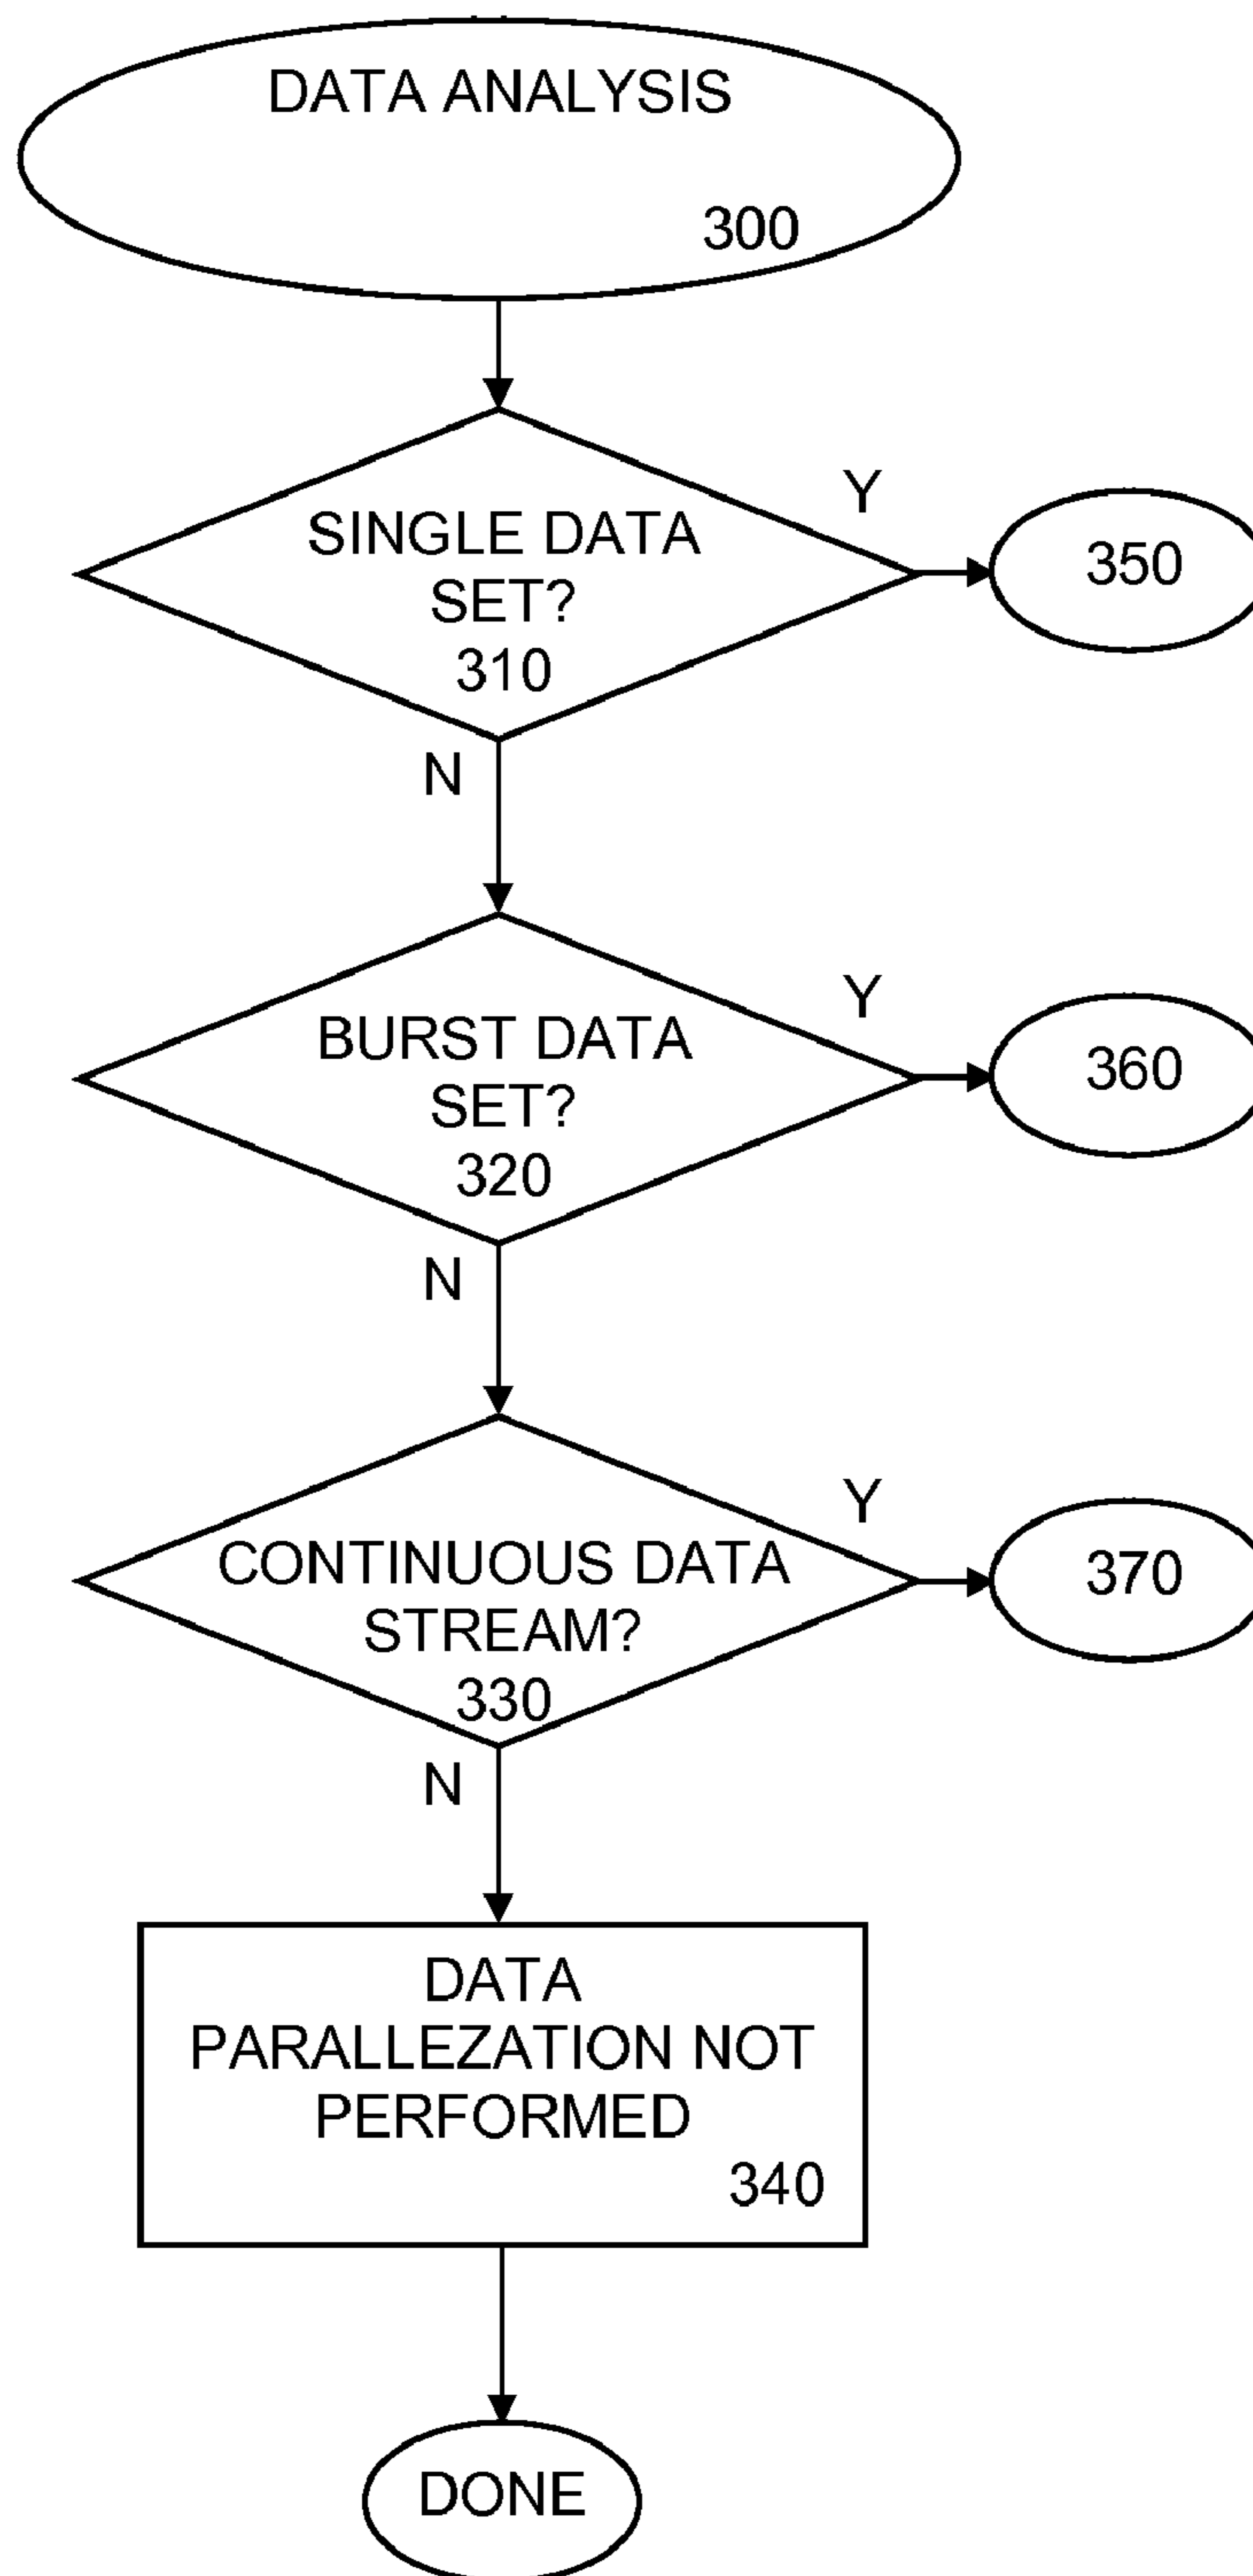 DATA ANALYSIS
300
Y
SINGLE DATA
SET?
310
350
N
Y
BURST DATA
SET?
320
360
N
Y
CONTINUOUS DATA
STREAM?
330
370
N
DATA
PARALLEZATION NOT
PERFORMED
340
DONE